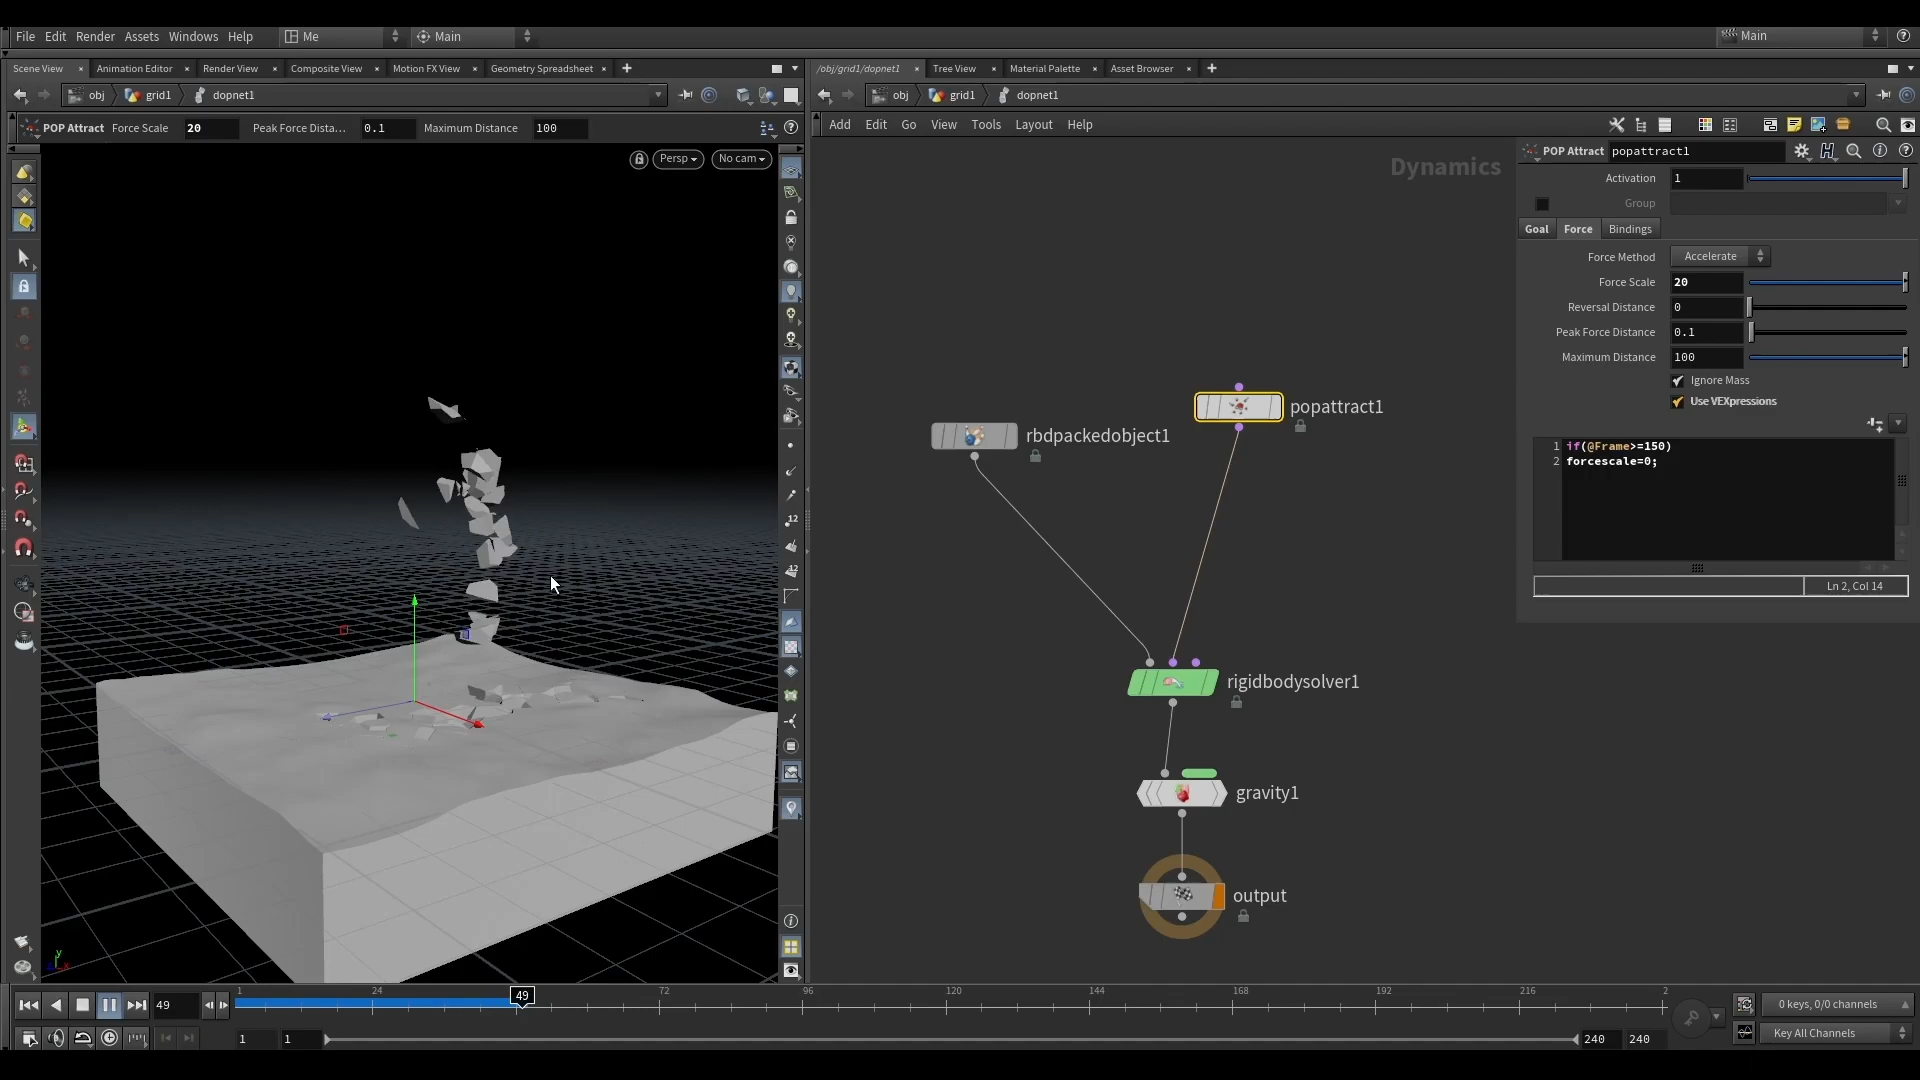 File Edit Render Assets Windows Help Me Main Main
Scene View Animation Editor Render View Composite View Motion FX View Geometry Spreadsheet
/obj/grid1/dopnet1 Tree View Material Palette Asset Browser
obj grid1 dopnet1
obj grid1 dopnet1
POP Attract Force Scale 20 Peak Force Dista... 0.1 Maximum Distance 100
Add Edit Go View Tools Layout Help
Persp No cam
Dynamics
POP Attract popattract1
Activation 1
Group
Goal Force Bindings
Force Method Accelerate
Force Scale 20
Reversal Distance 0
Peak Force Distance 0.1
Maximum Distance 100
Ignore Mass
Use VEXpressions
1 if(@Frame>=150)
2 forcescale=0;
Ln 2, Col 14
popattract1
rbdpackedobject1
rigidbodysolver1
gravity1
output
12
12
y
x
49
1 24 49 72 96 120 144 168 192 216 2
0 keys, 0/0 channels
1 1 240 240
Key All Channels